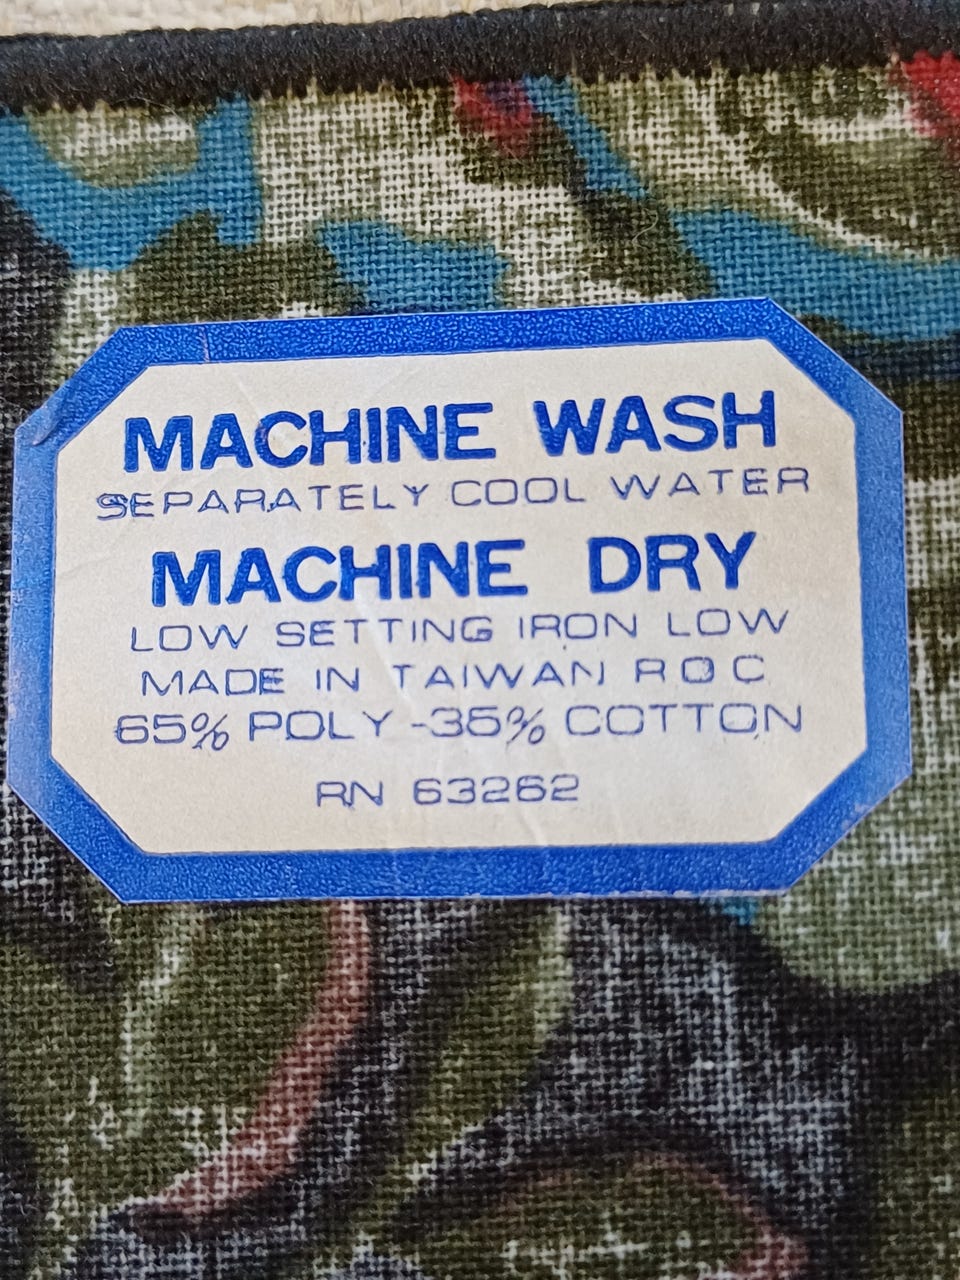 MACHINE WASH
SEPARATELY COOL WATER
MACHINE DRY
LOW SETTING IRON LOW
MADE IN TAIWAN R O C
65% POLY -35% COTTON
RN 63262